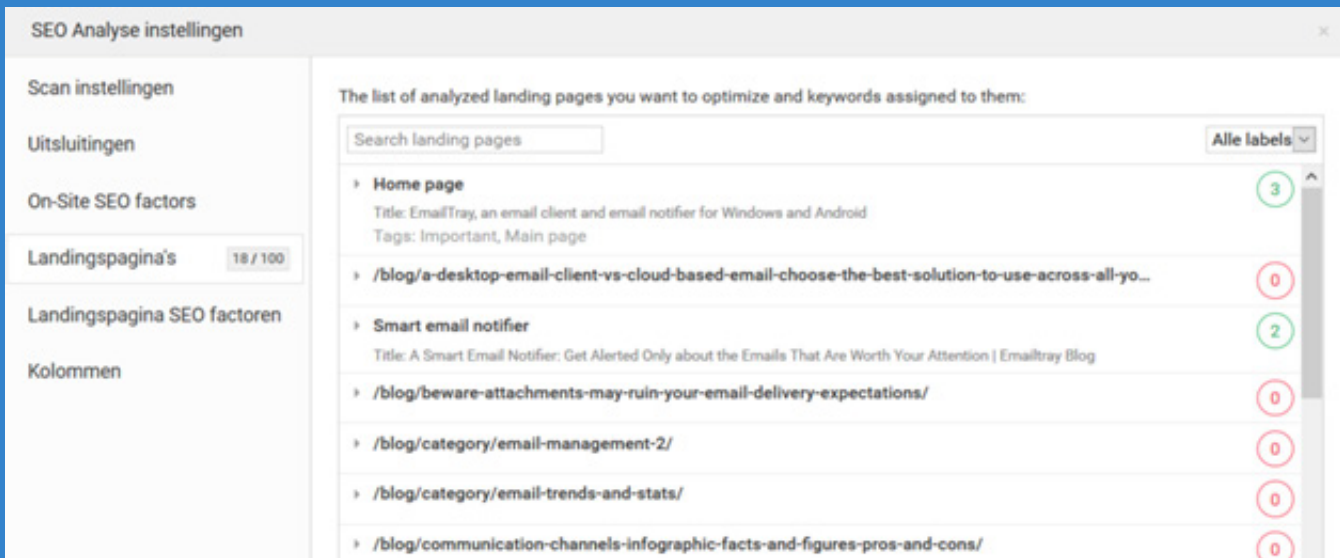 SEO Analyse instellingen
Scan instellingen
Uitsluitingen
On-Site SEO factors
Landingspagina's 18 / 100
Landingspagina SEO factoren
Kolommen
The list of analyzed landing pages you want to optimize and keywords assigned to them:
Search landing pages Alle labels
Home page 3
Title: EmailTray, an email client and email notifier for Windows and Android
Tags: Important, Main page
/blog/a-desktop-email-client-vs-cloud-based-email-choose-the-best-solution-to-use-across-all-yo... 0
Smart email notifier 2
Title: A Smart Email Notifier: Get Alerted Only about the Emails That Are Worth Your Attention | Emailtray Blog
/blog/beware-attachments-may-ruin-your-email-delivery-expectations/ 0
/blog/category/email-management-2/ 0
/blog/category/email-trends-and-stats/ 0
/blog/communication-channels-infographic-facts-and-figures-pros-and-cons/ 0